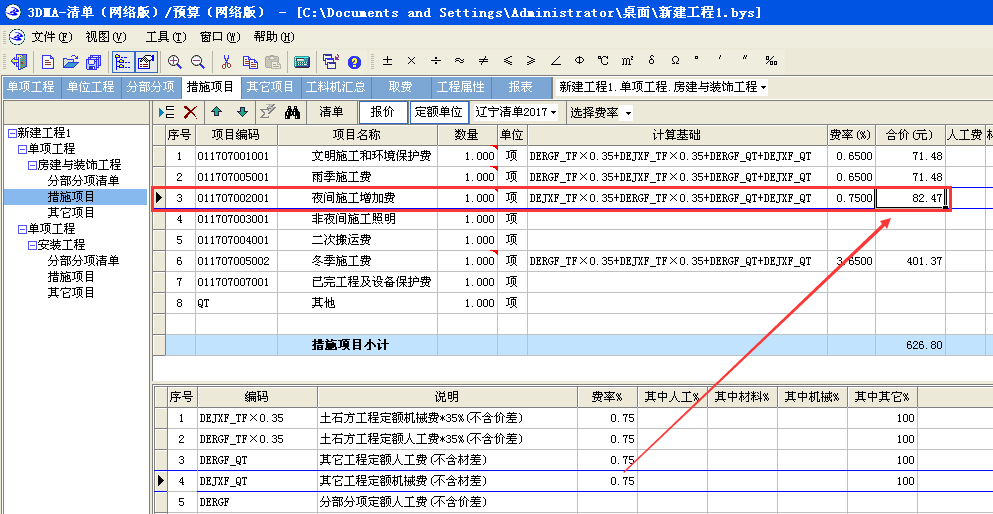 3DMA-清单（网络版）/预算（网络版） - [C:\Documents and Settings\Administrator\桌面\新建工程1.bys]
文件(F) 视图(V) 工具(T) 窗口(W) 帮助(H)
± × ÷ ≈ ≠ ≤ ≥ ∠ Φ ℃ m² δ Ω ° ′ ″ ‰
单项工程 单位工程 分部分项 措施项目 其它项目 工料机汇总 取费 工程属性 报表 新建工程1.单项工程.房建与装饰工程
清单 报价 定额单位 辽宁清单2017 选择费率
新建工程1
单项工程
房建与装饰工程
分部分项清单
措施项目
其它项目
单项工程
安装工程
分部分项清单
措施项目
其它项目
序号 项目编码 项目名称 数量 单位 计算基础 费率(%) 合价(元) 人工费
1 011707001001 文明施工和环境保护费 1.000 项 DERGF_TF×0.35+DEJXF_TF×0.35+DERGF_QT+DEJXF_QT 0.6500 71.48
2 011707005001 雨季施工费 1.000 项 DERGF_TF×0.35+DEJXF_TF×0.35+DERGF_QT+DEJXF_QT 0.6500 71.48
3 011707002001 夜间施工增加费 1.000 项 DEJXF_TF×0.35+DERGF_TF×0.35+DERGF_QT+DEJXF_QT 0.7500 82.47
4 011707003001 非夜间施工照明 1.000 项
5 011707004001 二次搬运费 1.000 项
6 011707005002 冬季施工费 1.000 项 DERGF_TF×0.35+DEJXF_TF×0.35+DERGF_QT+DEJXF_QT 3.6500 401.37
7 011707007001 已完工程及设备保护费 1.000 项
8 QT 其他 1.000 项
措施项目小计 626.80
序号 编码 说明 费率% 其中人工% 其中材料% 其中机械% 其中其它%
1 DEJXF_TF×0.35 土石方工程定额机械费*35%(不含价差) 0.75 100
2 DERGF_TF×0.35 土石方工程定额人工费*35%(不含价差) 0.75 100
3 DERGF_QT 其它工程定额人工费(不含材差) 0.75 100
4 DEJXF_QT 其它工程定额机械费(不含材差) 0.75 100
5 DERGF 分部分项定额人工费(不含价差)